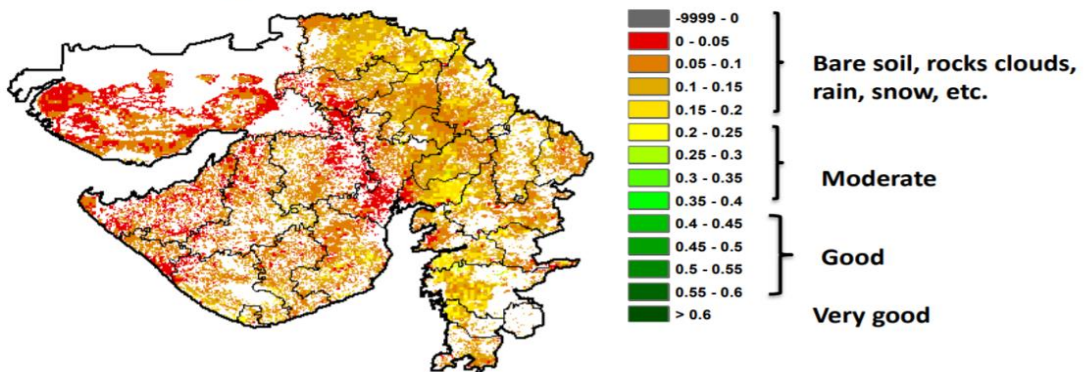 -9999 - 0
0 - 0.05
0.05 - 0.1
0.1 - 0.15
0.15 - 0.2
0.2 - 0.25
0.25 - 0.3
0.3 - 0.35
0.35 - 0.4
0.4 - 0.45
0.45 - 0.5
0.5 - 0.55
0.55 - 0.6
> 0.6
Bare soil, rocks clouds,
rain, snow, etc.
Moderate
Good
Very good